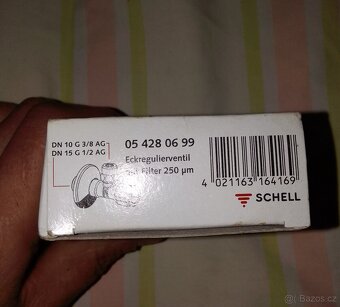 DN 10 G 3/8 AG
DN 15 G 1/2 AG
05 428 06 99
Eckregulierventil
mit Filter 250 µm
4 021163 164169
SCHELL
Bazos.cz